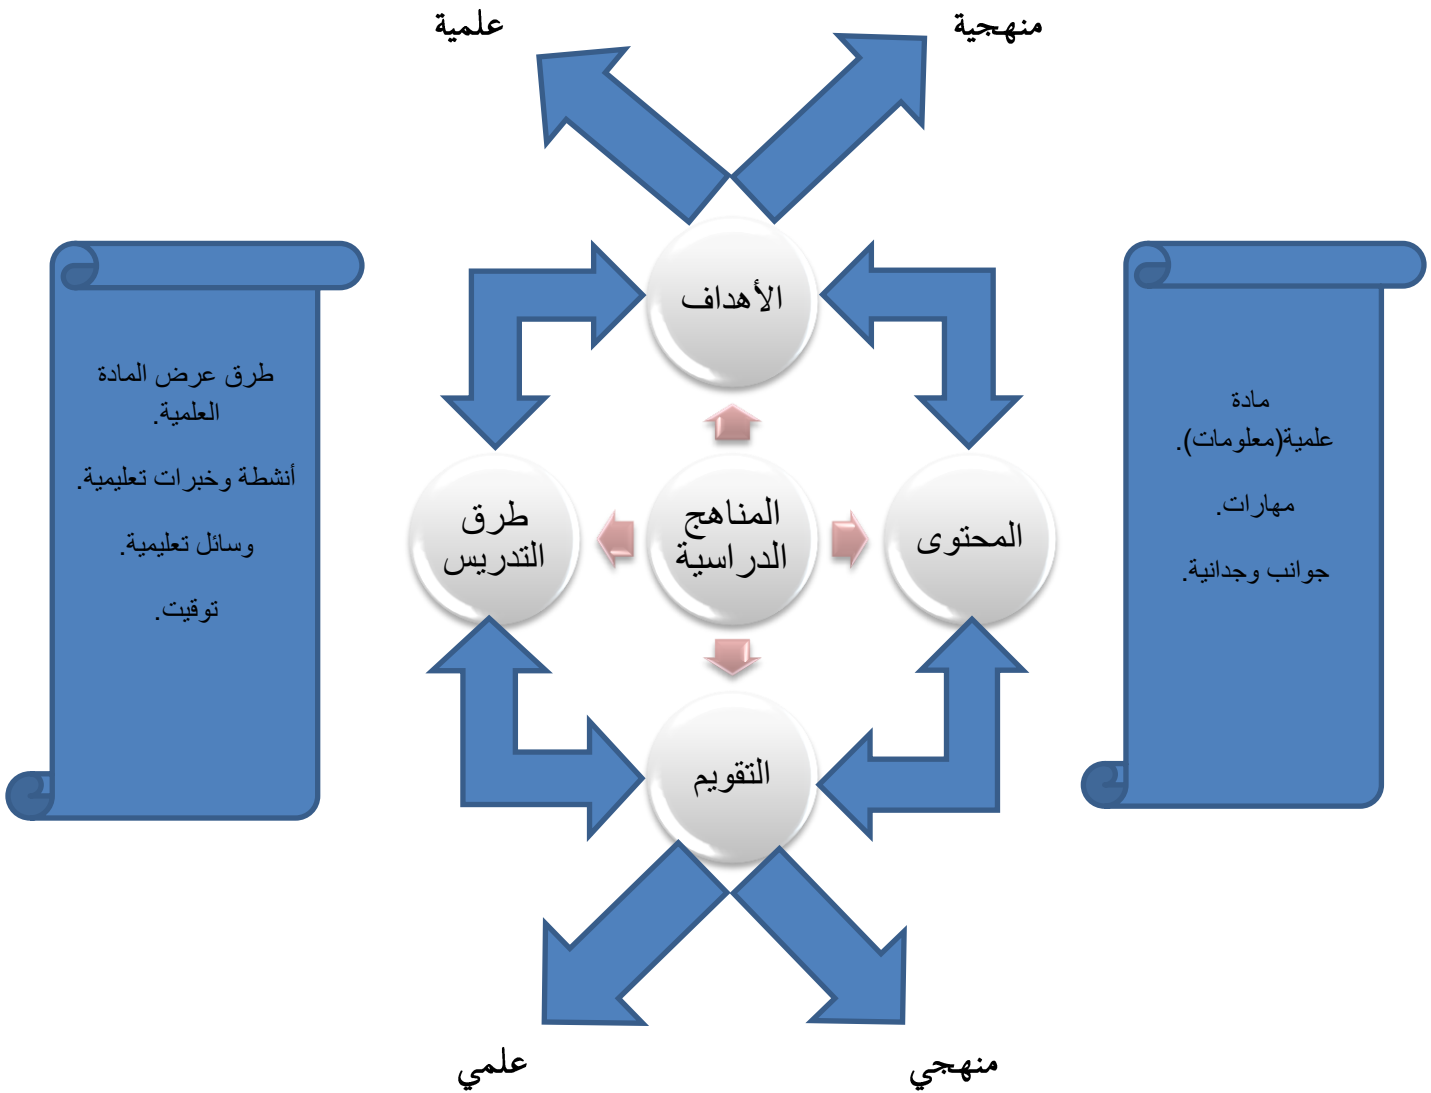 منهجية
علمية
الأهداف
مادة
علمية(معلومات).
مهارات.
جوانب وجدانية.
المحتوى
المناهج
الدراسية
طرق
التدريس
طرق عرض المادة
العلمية.
أنشطة وخبرات تعليمية.
وسائل تعليمية.
توقيت.
التقويم
منهجي
علمي